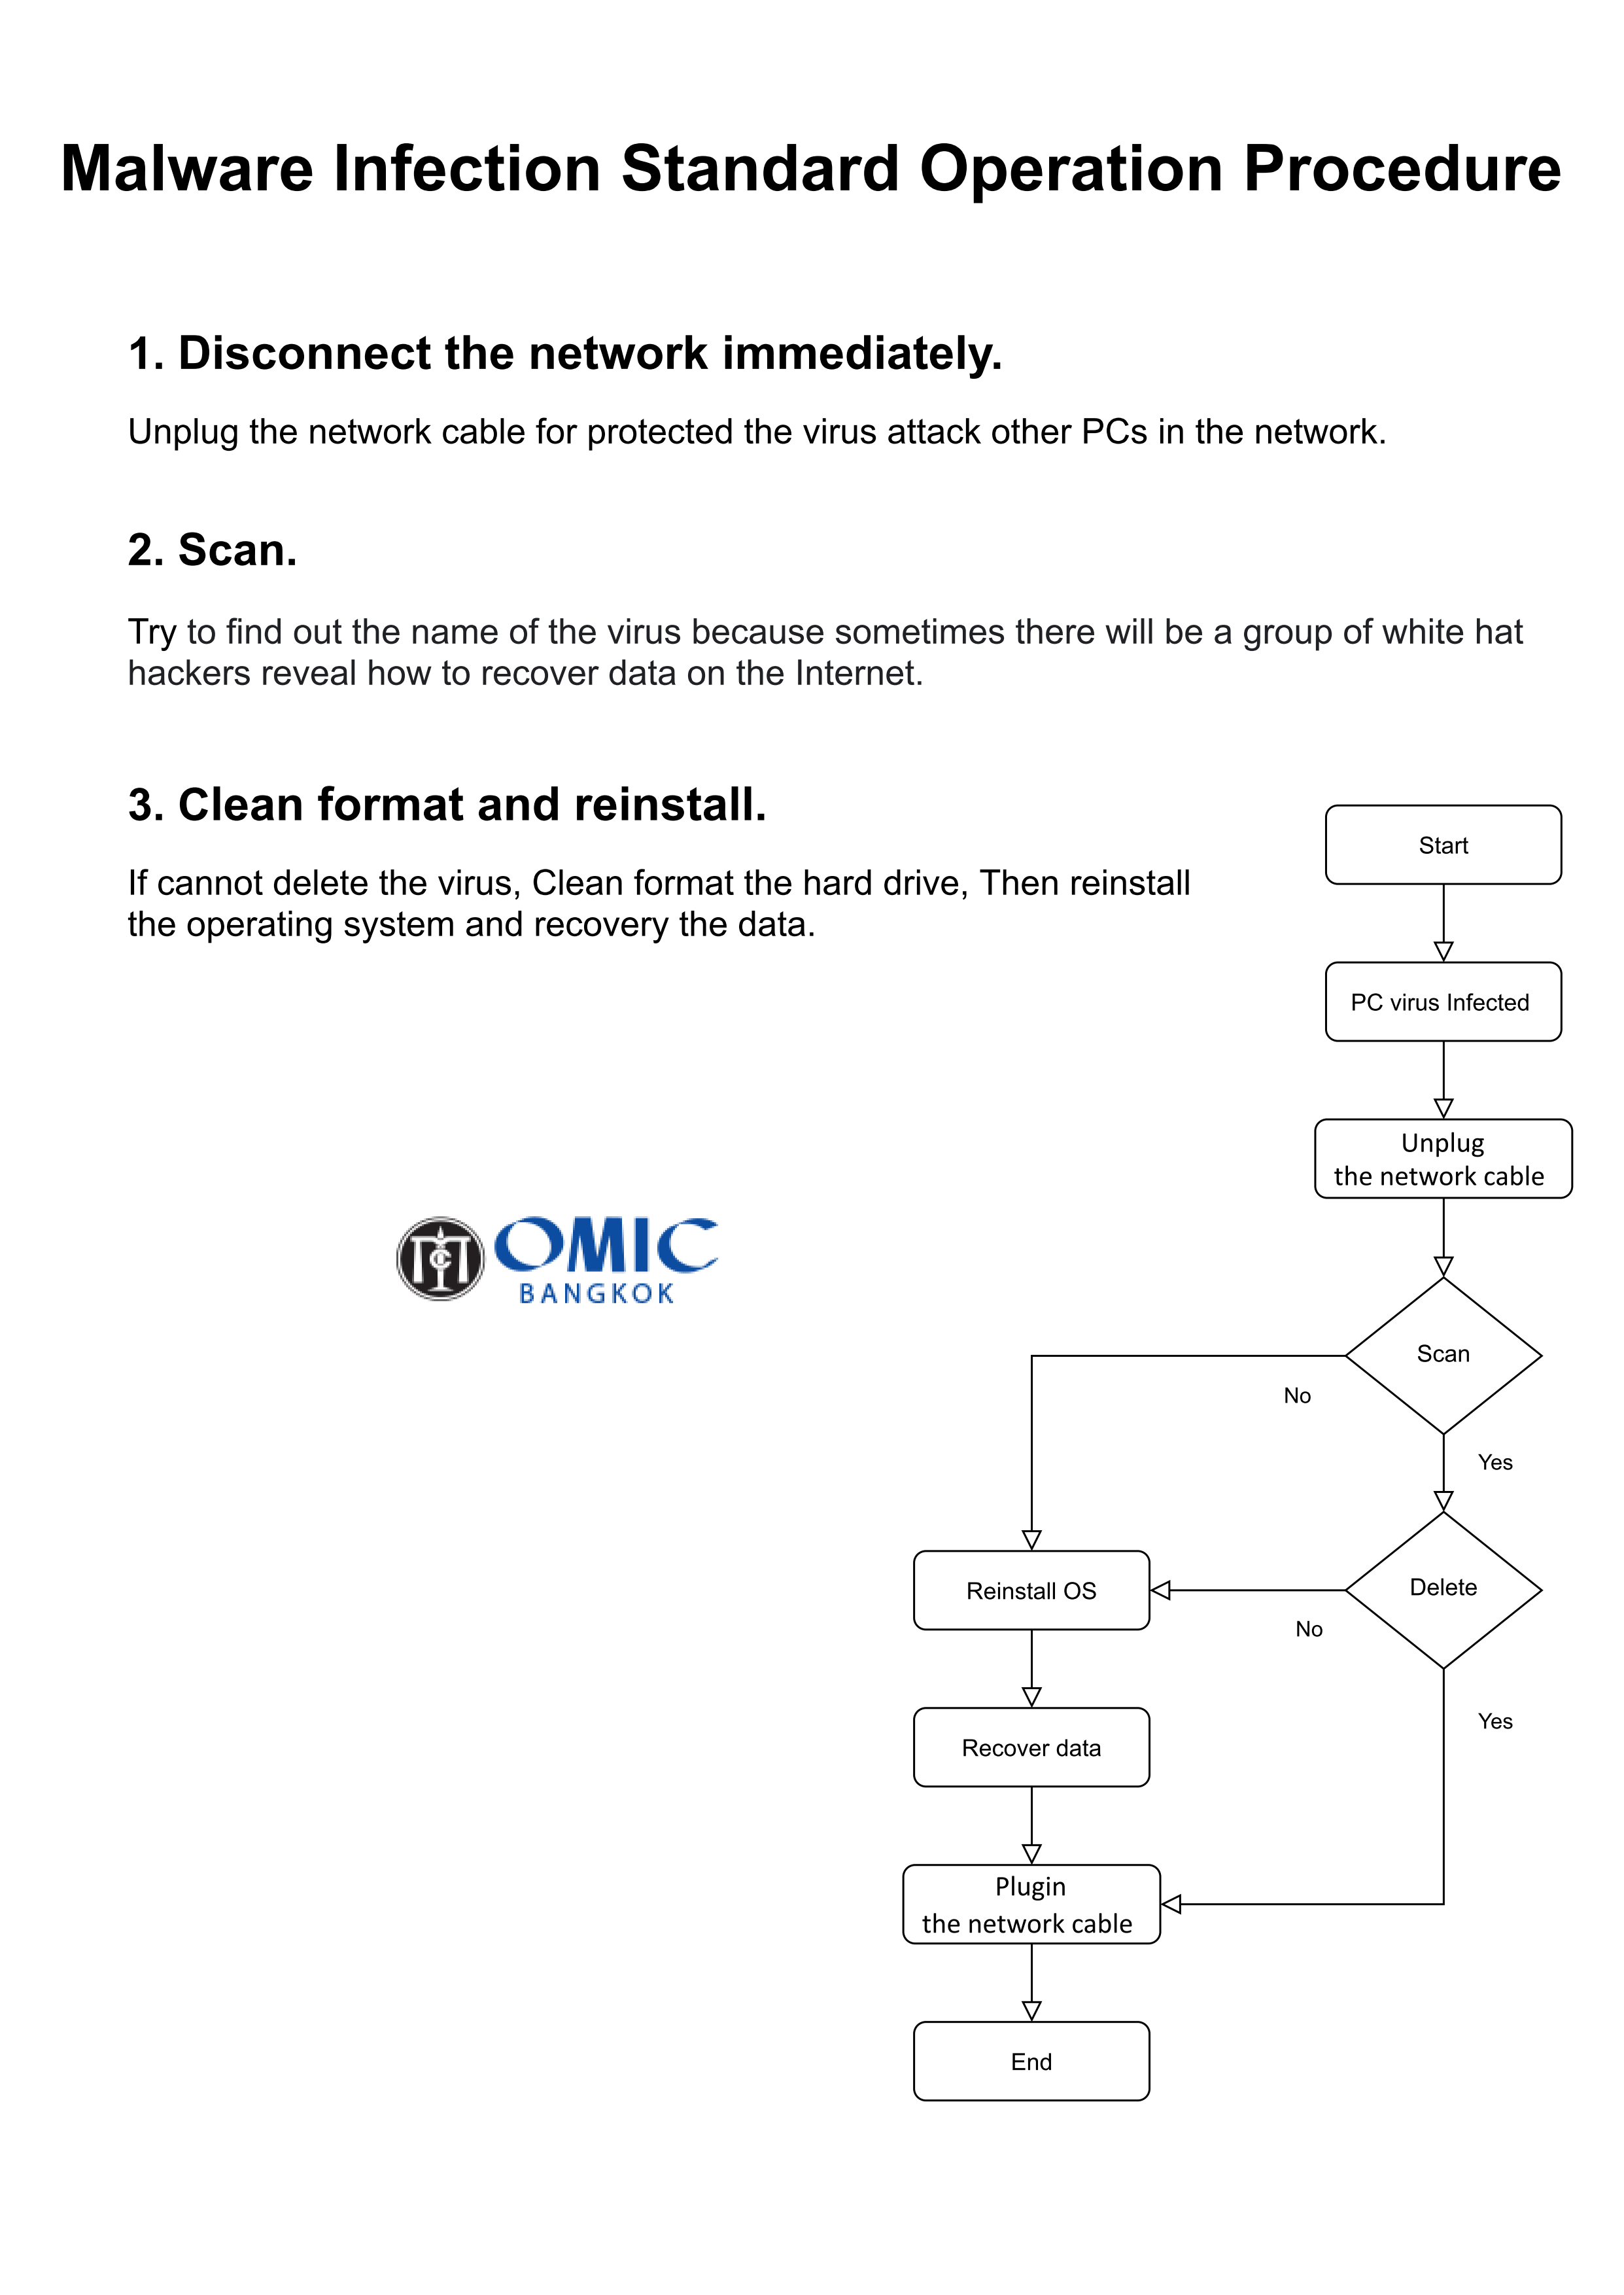 Malware Infection Standard Operation Procedure
1. Disconnect the network immediately.
Unplug the network cable for protected the virus attack other PCs in the network.
2. Scan.
Try to find out the name of the virus because sometimes there will be a group of white hat
hackers reveal how to recover data on the Internet.
3. Clean format and reinstall.
If cannot delete the virus, Clean format the hard drive, Then reinstall
the operating system and recovery the data.
Start
PC virus Infected
Unplug
the network cable
OMIC
BANGKOK
Scan
No
Yes
Reinstall OS
Delete
No
Yes
Recover data
Plugin
the network cable
End